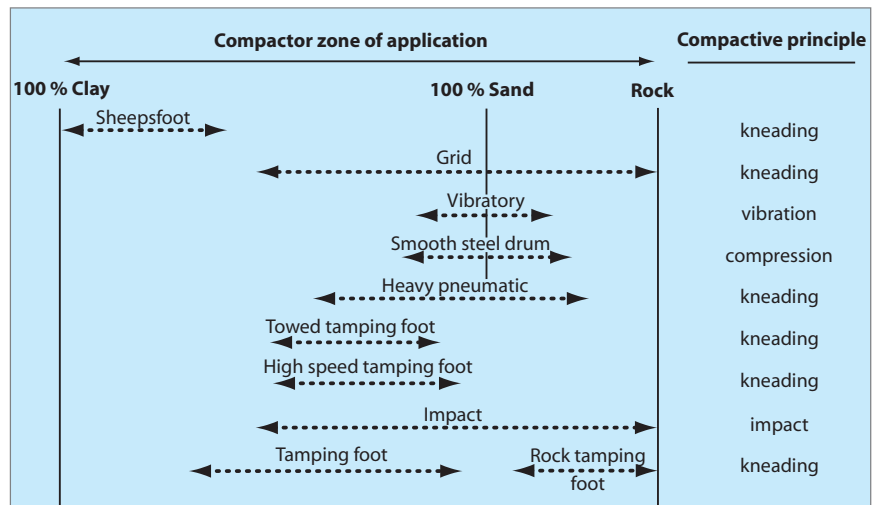 Compactor zone of application Compactive principle
100 % Clay 100 % Sand Rock
Sheepsfoot kneading
Grid kneading
Vibratory vibration
Smooth steel drum compression
Heavy pneumatic kneading
Towed tamping foot kneading
High speed tamping foot kneading
Impact impact
Tamping foot Rock tamping kneading
foot